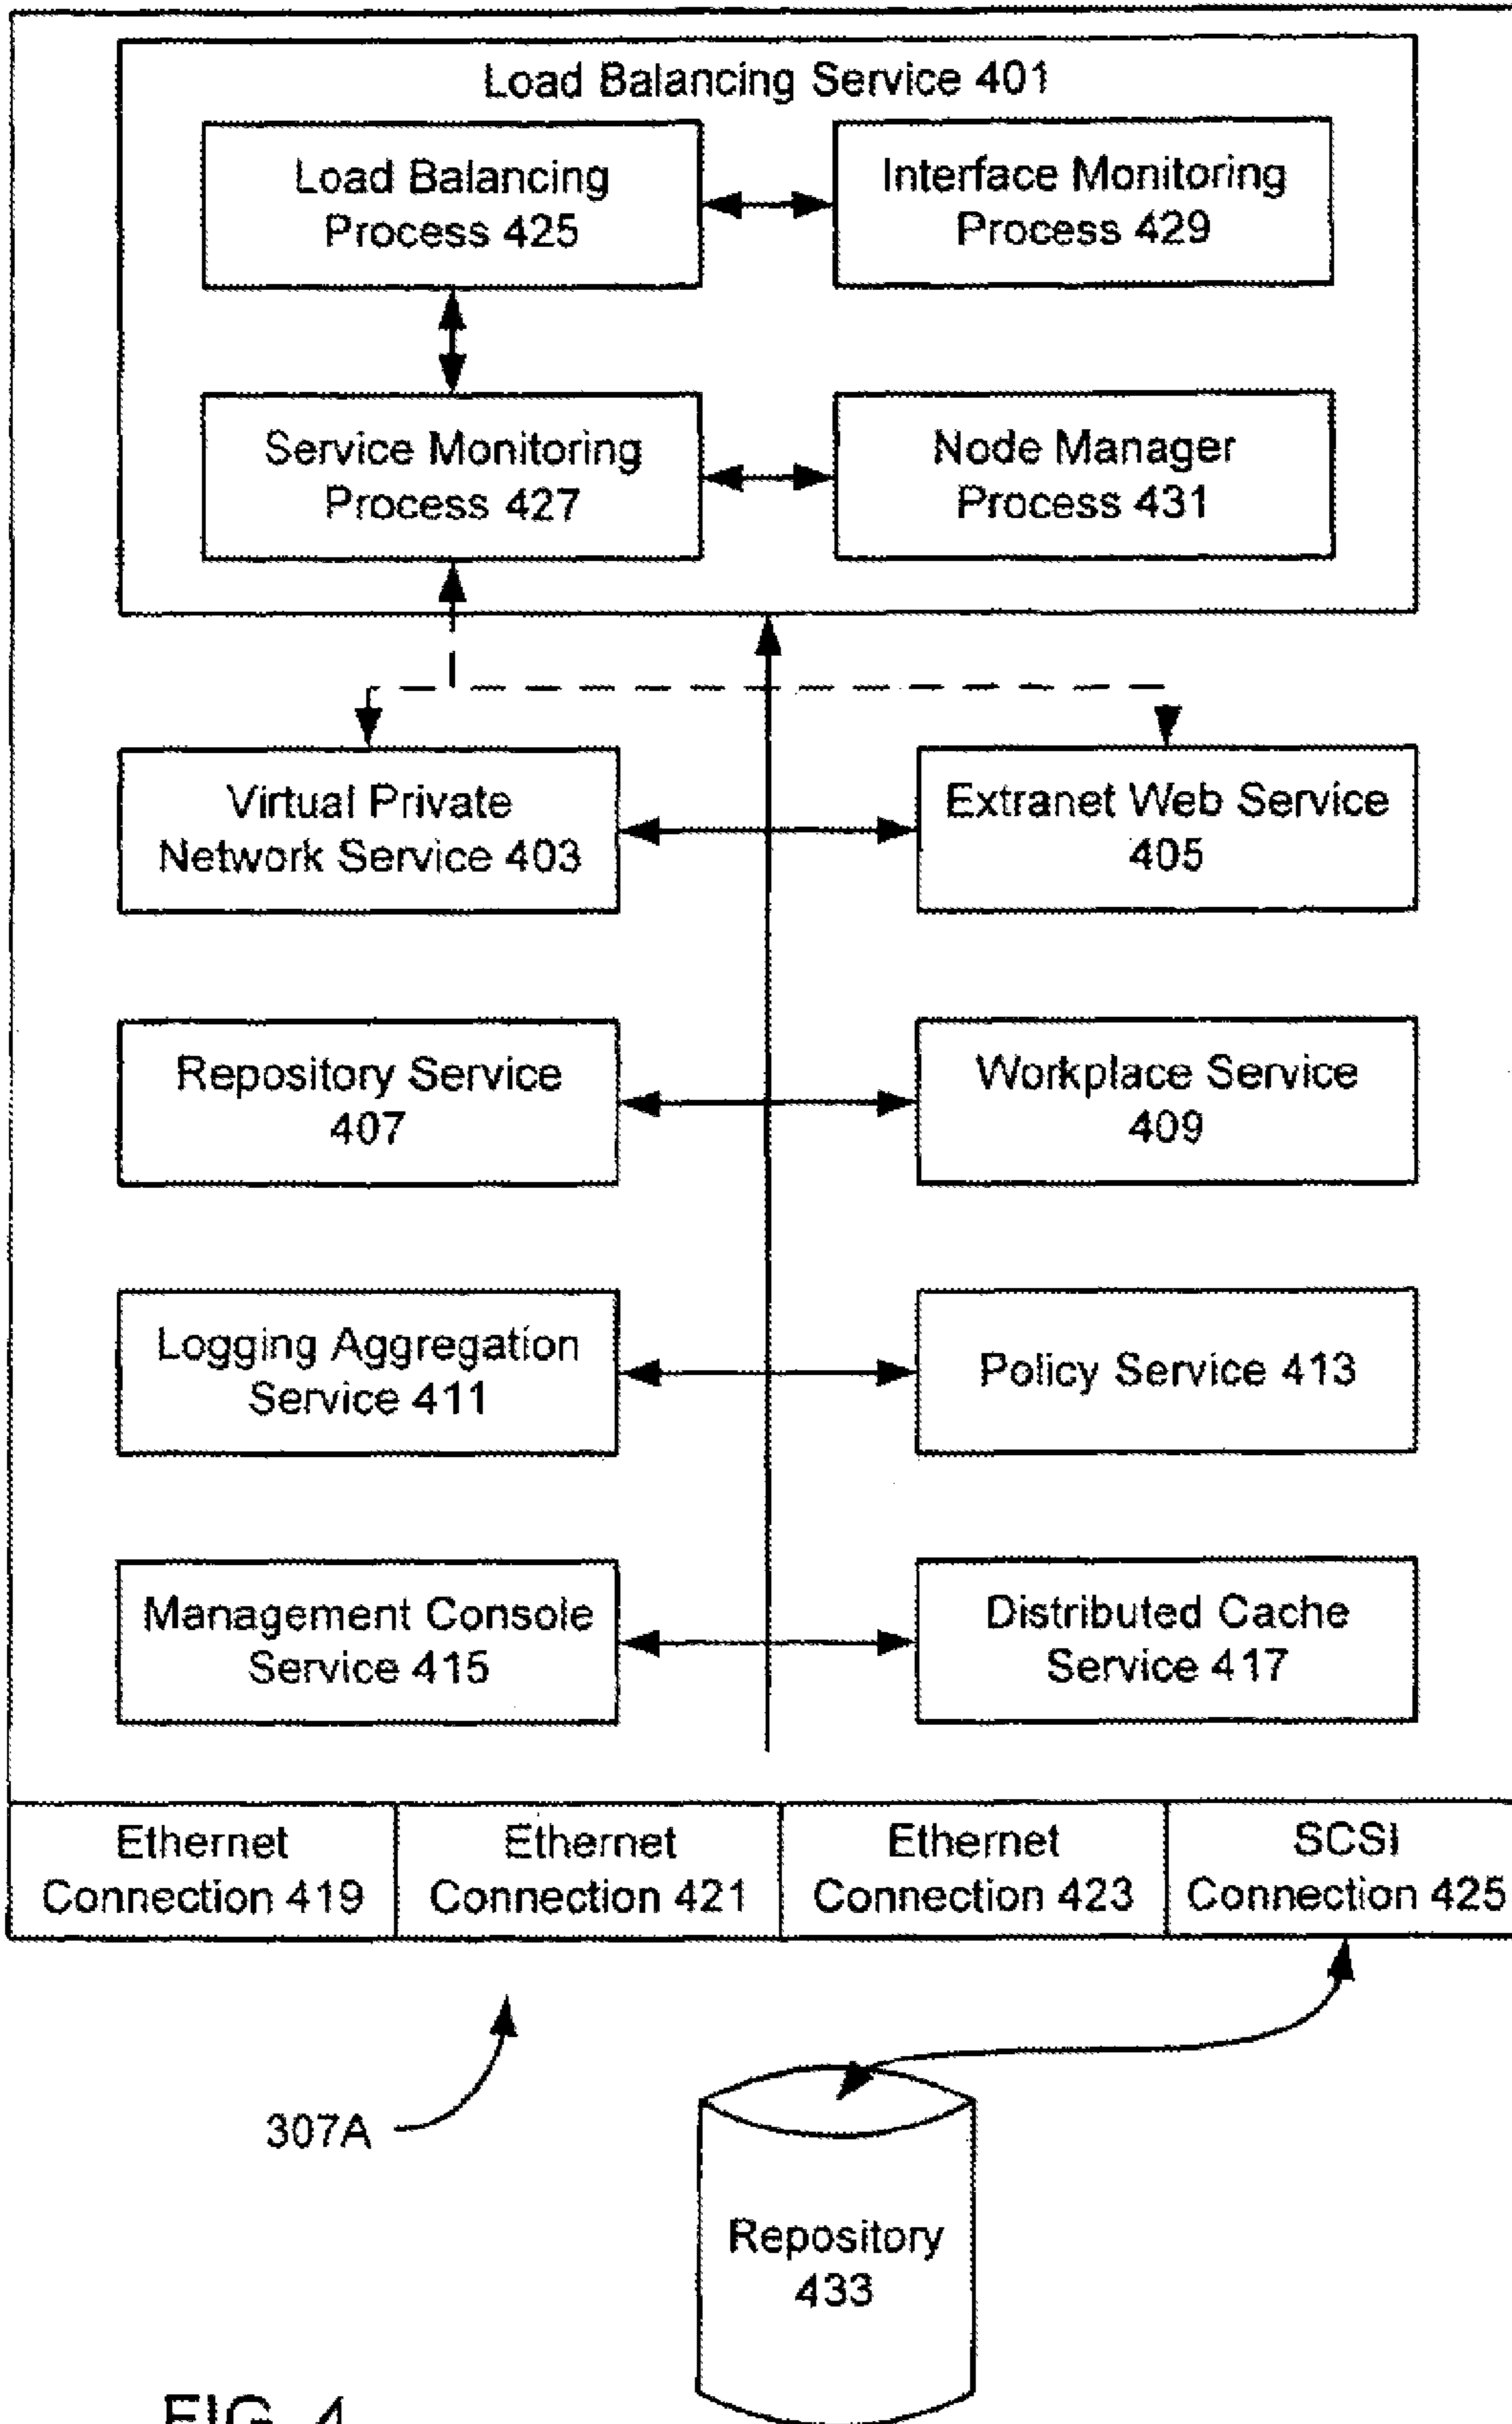 Load Balancing Service 401
Load Balancing
Process 425
Interface Monitoring
Process 429
Service Monitoring
Process 427
Node Manager
Process 431
Virtual Private
Network Service 403
Extranet Web Service
405
Repository Service
407
Workplace Service
409
Logging Aggregation
Service 411
Policy Service 413
Management Console
Service 415
Distributed Cache
Service 417
Ethernet
Connection 419
Ethernet
Connection 421
Ethernet
Connection 423
SCSI
Connection 425
307A
Repository
433
FIG. 4